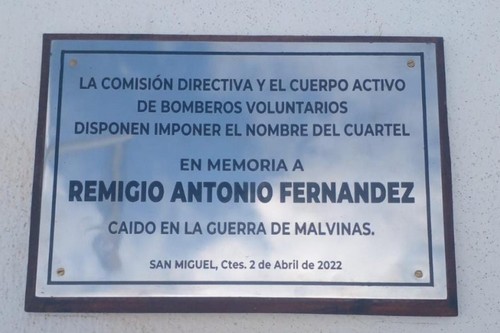 LA COMISIÓN DIRECTIVA Y EL CUERPO ACTIVO
DE BOMBEROS VOLUNTARIOS
DISPONEN IMPONER EL NOMBRE DEL CUARTEL
EN MEMORIA A
REMIGIO ANTONIO FERNANDEZ
CAIDO EN LA GUERRA DE MALVINAS.
SAN MIGUEL, Ctes. 2 de Abril de 2022